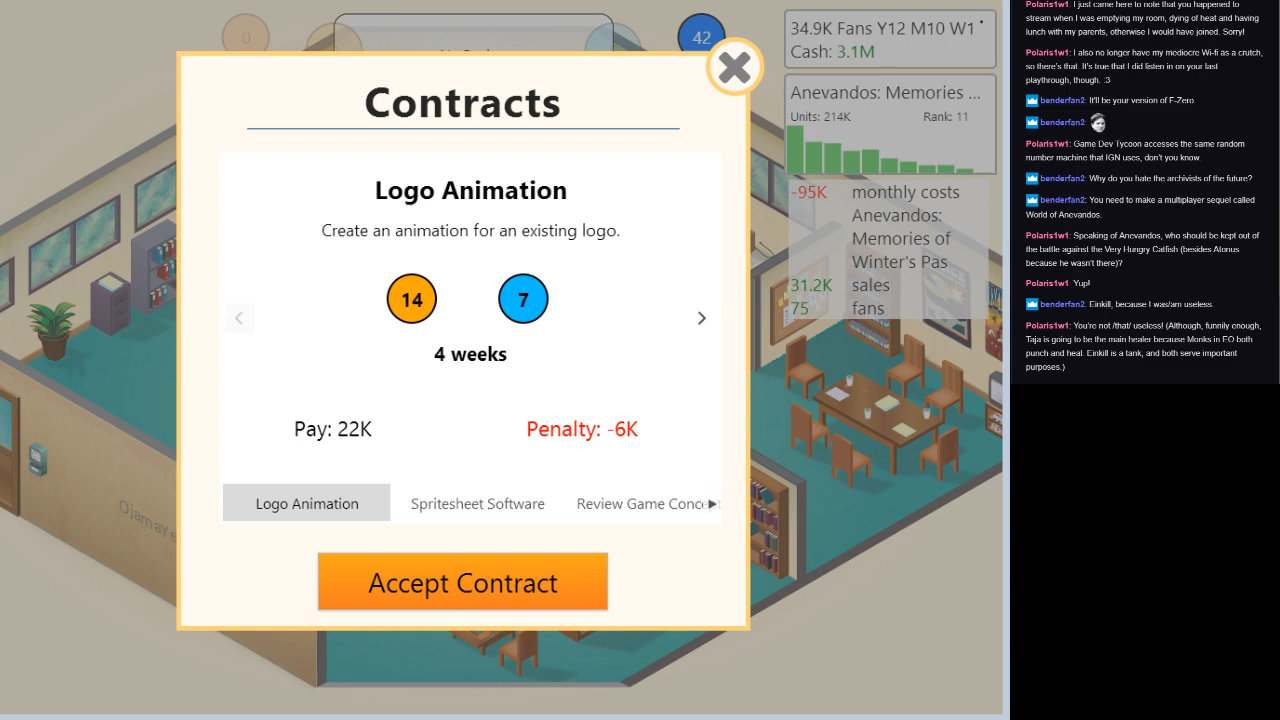 0
42
34.9K Fans Y12 M10 W1
Cash: 3.1M
Contracts
Anevandos: Memories ...
Units: 214K
Rank: 11
Logo Animation
Create an animation for an existing logo.
14
7
4 weeks
Pay: 22K
Penalty: -6K
Logo Animation
Spritesheet Software
Review Game Concept
Accept Contract
-95K monthly costs
Anevandos:
Memories of
Winter's Pas
31.2K sales
75 fans
Polaris1w1: I just came here to note that you happened to
stream when I was emptying my room, dying of heat and having
lunch with my parents, otherwise I would have joined. Sorry!
Polaris1w1: I also no longer have my mediocre Wi-fi as a crutch,
so there's that. It's true that I did listen in on your last
playthrough, though. :3
benderfan2: It'll be your version of F-Zero
benderfan2:
Polaris1w1: Game Dev Tycoon accesses the same random
number machine that IGN uses, don't you know.
benderfan2: Why do you hate the archivists of the future?
benderfan2: You need to make a multiplayer sequel called
World of Anevandos.
Polaris1w1: Speaking of Anevandos, who should be kept out of
the battle against the Very Hungry Catfish (besides Atonus
because he wasn't there)?
Polaris1w1: Yup!
benderfan2: Einkill, because I was/am useless.
Polaris1w1: You're not /that/ useless! (Although, funnily enough,
Taja is going to be the main healer because Monks in EO both
punch and heal. Einkill is a tank, and both serve important
purposes.)